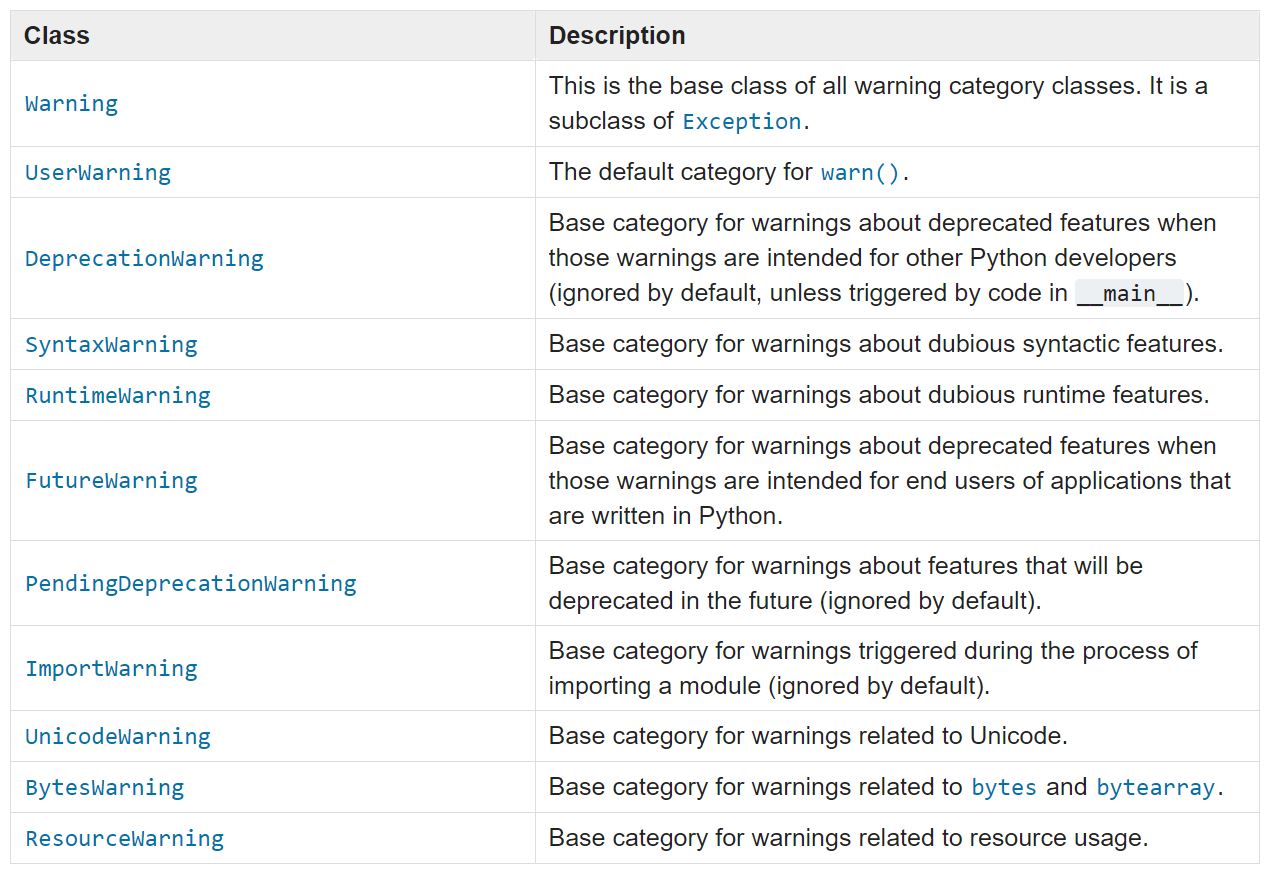 Class Description
Warning
This is the base class of all warning category classes. It is a
subclass of Exception.
UserWarning
The default category for warn().
DeprecationWarning
Base category for warnings about deprecated features when
those warnings are intended for other Python developers
(ignored by default, unless triggered by code in __main__).
SyntaxWarning
Base category for warnings about dubious syntactic features.
RuntimeWarning
Base category for warnings about dubious runtime features.
FutureWarning
Base category for warnings about deprecated features when
those warnings are intended for end users of applications that
are written in Python.
PendingDeprecationWarning
Base category for warnings about features that will be
deprecated in the future (ignored by default).
ImportWarning
Base category for warnings triggered during the process of
importing a module (ignored by default).
UnicodeWarning
Base category for warnings related to Unicode.
BytesWarning
Base category for warnings related to bytes and bytearray.
ResourceWarning
Base category for warnings related to resource usage.